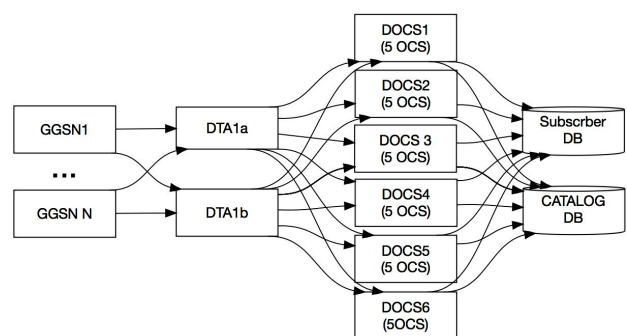 DOCS1
(5 OCS)
DOCS2
(5 OCS)
GGSN1
DTA1a
DOCS 3
(5 OCS)
Subscrber
DB
...
GGSN N
DTA1b
DOCS4
(5 OCS)
CATALOG
DB
DOCS5
(5 OCS)
DOCS6
(5OCS)